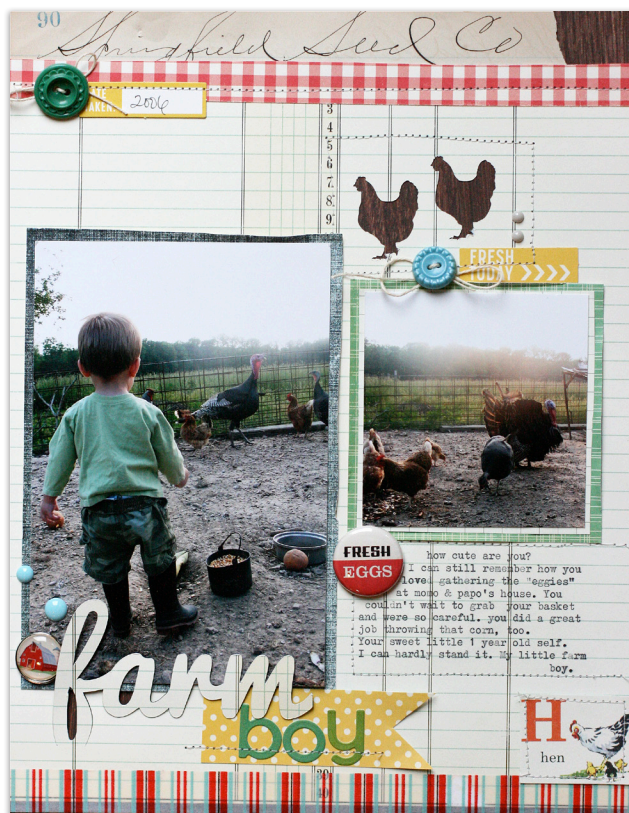 90
Springfield Seed Co
TAKEN
2006
3
4
5
6
7
8
9
FRESH
TODAY
FRESH
EGGS
how cute are you?
I can still remember how you
loved gathering the "eggies"
at momo & papo's house. You
couldn't wait to grab your basket
and were so careful. you did a great
job throwing that corn, too.
Your sweet little 1 year old self.
I can hardly stand it. My little farm
boy.
farm
boy
H
hen
20